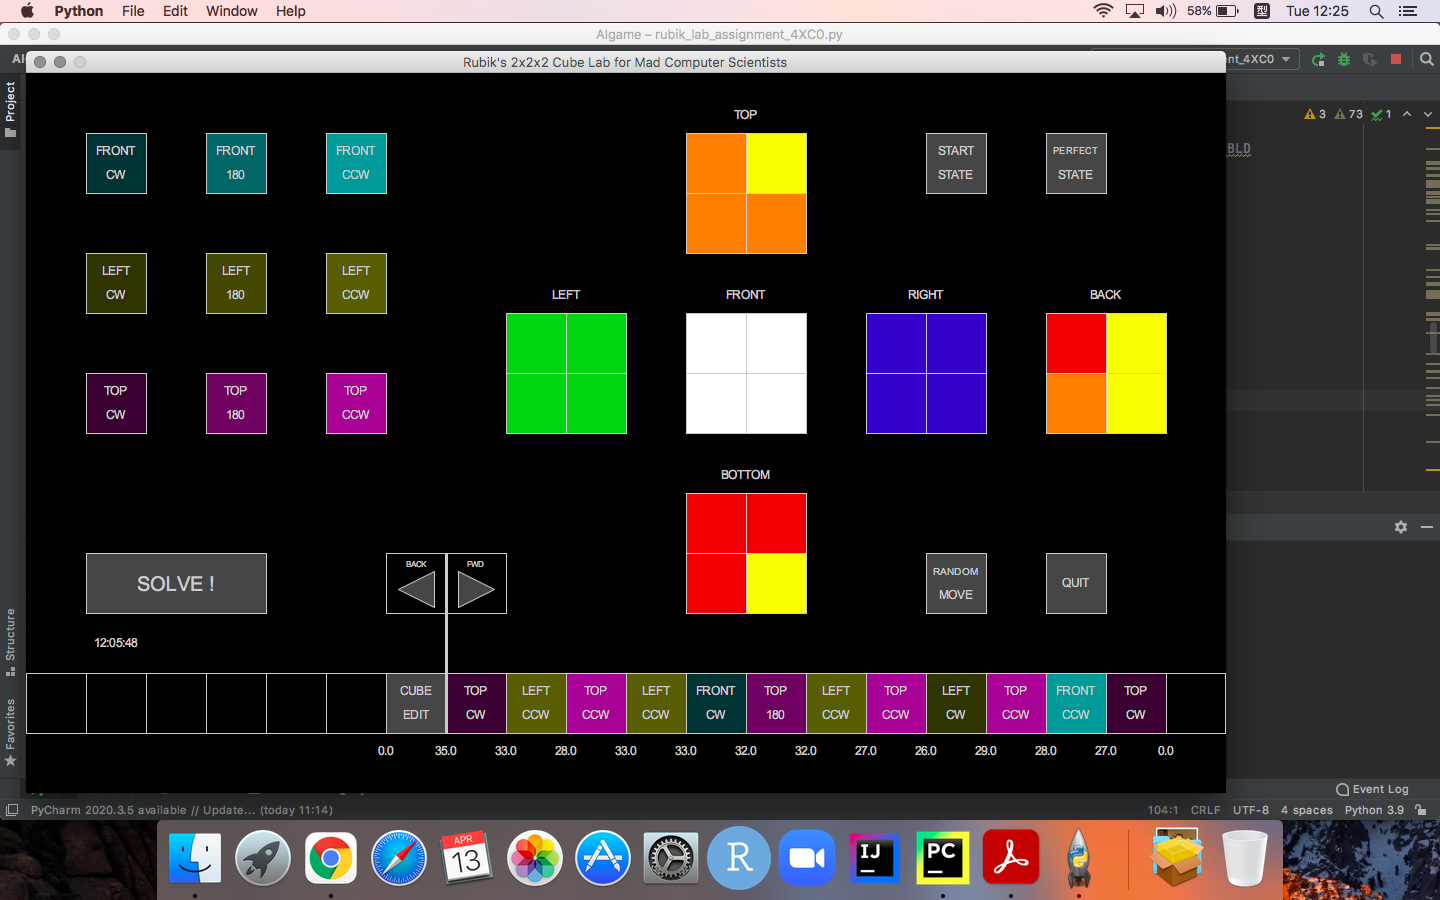 Python File Edit Window Help 58% Tue 12:25
AIgame – rubik_lab_assignment_4XC0.py
Rubik's 2x2x2 Cube Lab for Mad Computer Scientists
nt_4XC0
Project
3 73 1
BLD
TOP
FRONT CW
FRONT 180
FRONT CCW
START STATE
PERFECT STATE
LEFT CW
LEFT 180
LEFT CCW
LEFT FRONT RIGHT BACK
TOP CW
TOP 180
TOP CCW
BOTTOM
SOLVE !
BACK
FWD
RANDOM MOVE
QUIT
12:05:48
Structure
Favorites
CUBE EDIT
TOP CW
LEFT CCW
TOP CCW
LEFT CCW
FRONT CW
TOP 180
LEFT CCW
TOP CCW
LEFT CW
TOP CCW
FRONT CCW
TOP CW
0.0 35.0 33.0 28.0 33.0 33.0 32.0 32.0 27.0 26.0 29.0 28.0 27.0 0.0
Event Log
PyCharm 2020.3.5 available // Update... (today 11:14) 104:1 CRLF UTF-8 4 spaces Python 3.9
APR
13
R
IJ
PC